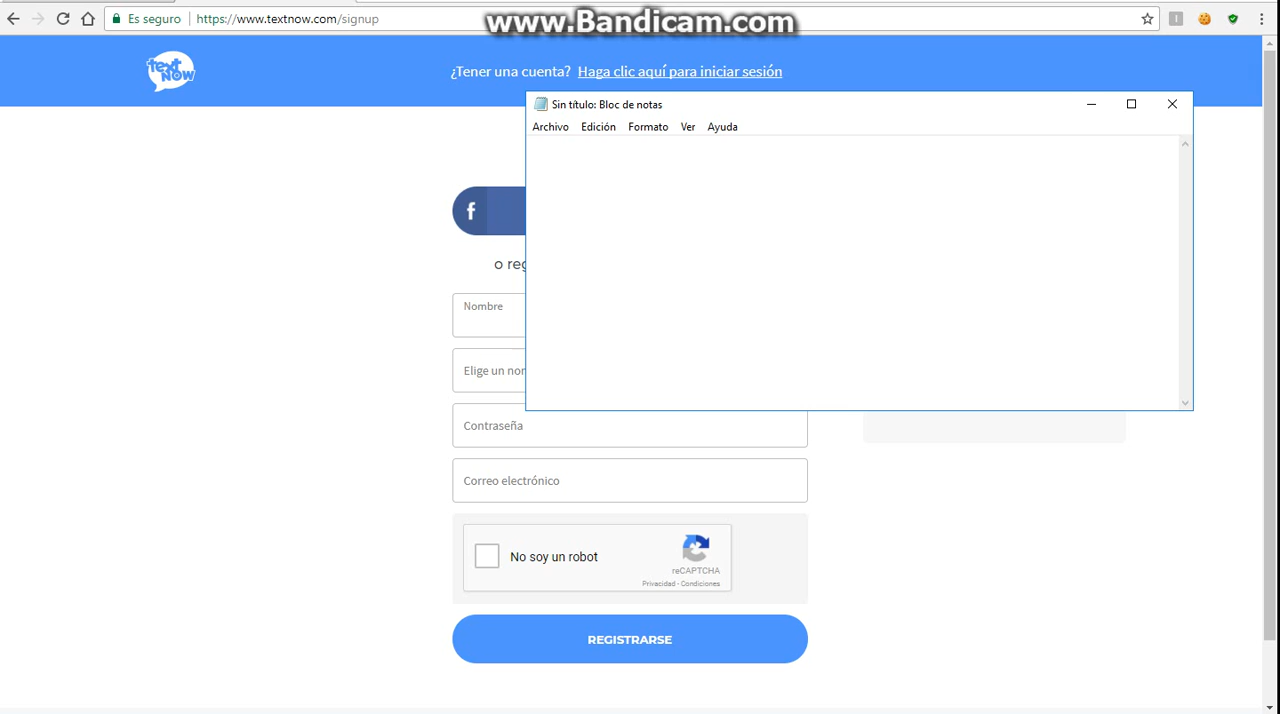 Es seguro
https://www.textnow.com/signup
www.Bandicam.com
text
NOW
¿Tener una cuenta? Haga clic aquí para iniciar sesión
Sin título: Bloc de notas
Archivo Edición Formato Ver Ayuda
f
o reg
Nombre
Elige un nom
Contraseña
Correo electrónico
No soy un robot
reCAPTCHA
Privacidad - Condiciones
REGISTRARSE